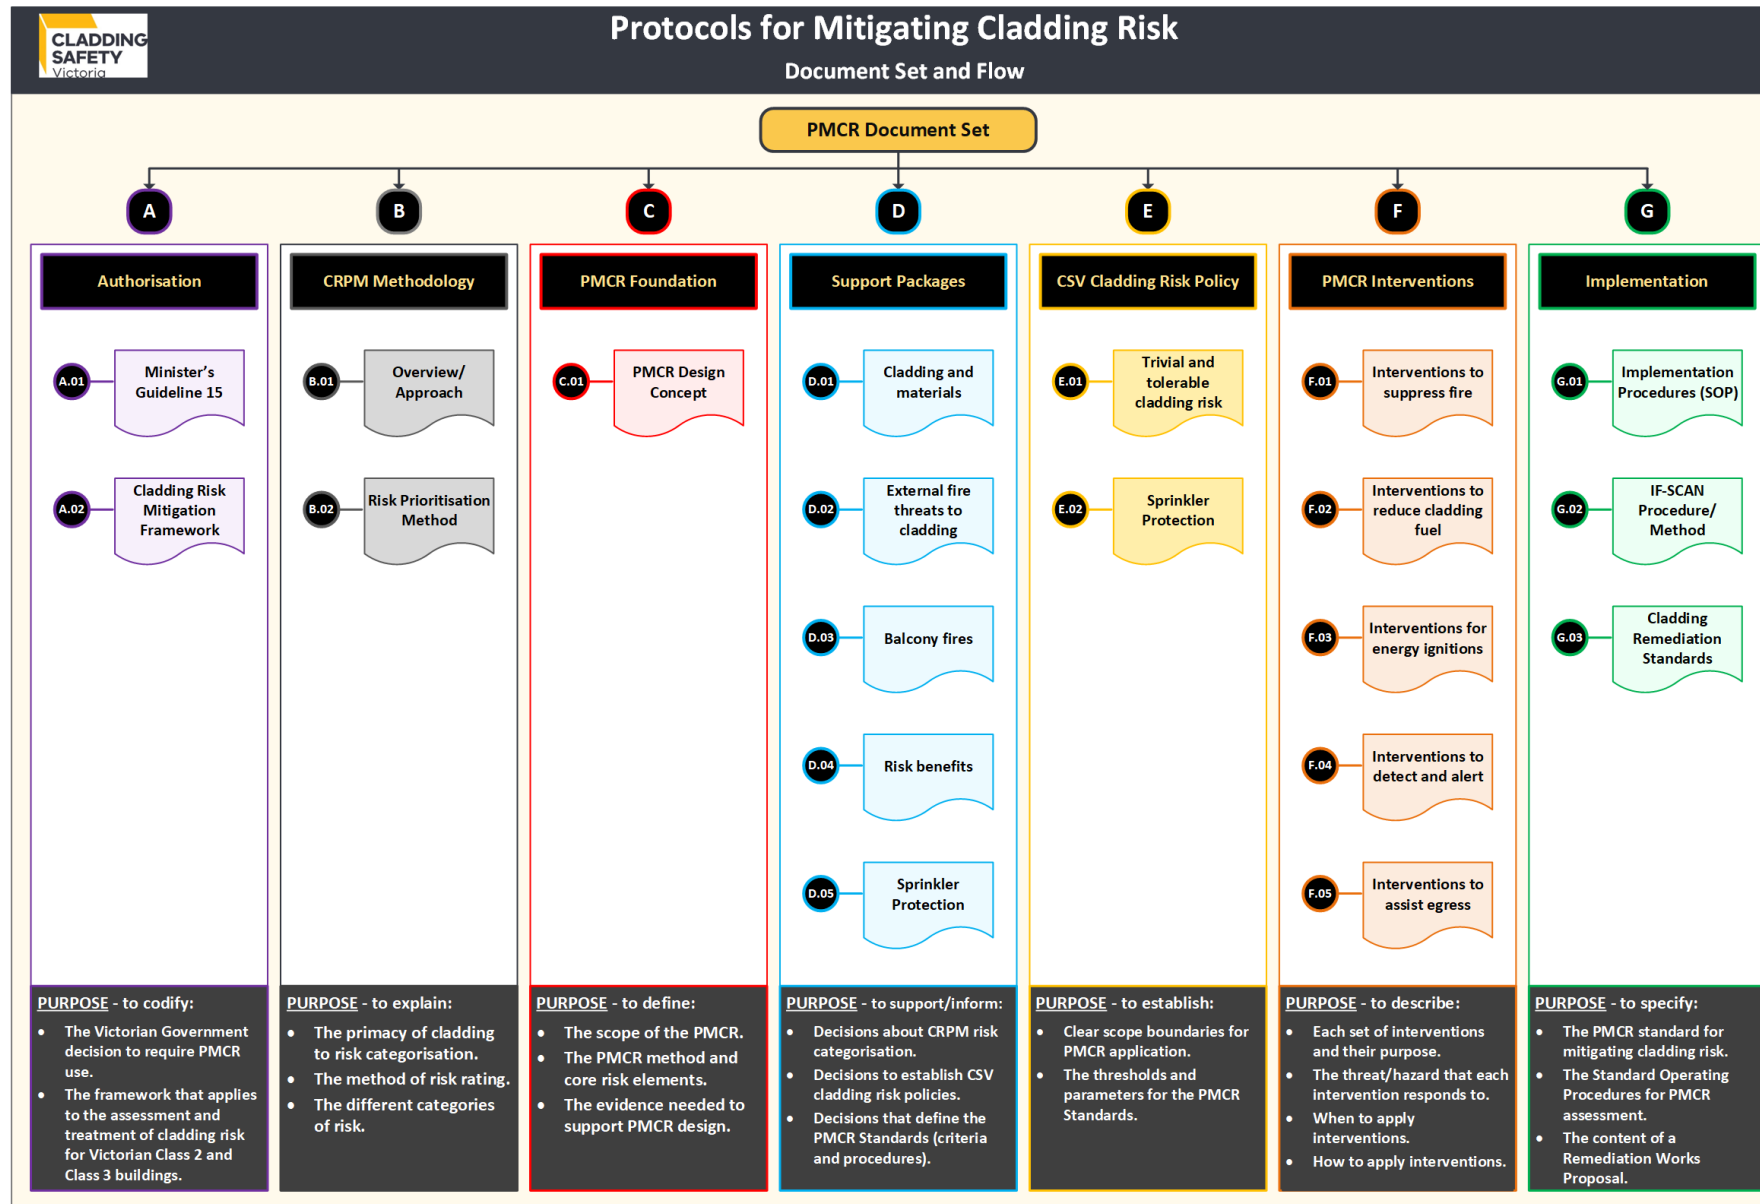 CLADDING
SAFETY
Victoria
Protocols for Mitigating Cladding Risk
Document Set and Flow
PMCR Document Set
A
B
C
D
E
F
G
Authorisation
CRPM Methodology
PMCR Foundation
Support Packages
CSV Cladding Risk Policy
PMCR Interventions
Implementation
A.01
Minister's
Guideline 15
A.02
Cladding Risk
Mitigation
Framework
B.01
Overview/
Approach
B.02
Risk Prioritisation
Method
C.01
PMCR Design
Concept
D.01
Cladding and
materials
D.02
External fire
threats to
cladding
D.03
Balcony fires
D.04
Risk benefits
D.05
Sprinkler
Protection
E.01
Trivial and
tolerable
cladding risk
E.02
Sprinkler
Protection
F.01
Interventions to
suppress fire
F.02
Interventions to
reduce cladding
fuel
F.03
Interventions for
energy ignitions
F.04
Interventions to
detect and alert
F.05
Interventions to
assist egress
G.01
Implementation
Procedures (SOP)
G.02
IF-SCAN
Procedure/
Method
G.03
Cladding
Remediation
Standards
PURPOSE - to codify:
• The Victorian Government
decision to require PMCR
use.
• The framework that applies
to the assessment and
treatment of cladding risk
for Victorian Class 2 and
Class 3 buildings.
PURPOSE - to explain:
• The primacy of cladding
to risk categorisation.
• The method of risk rating.
• The different categories
of risk.
PURPOSE - to define:
• The scope of the PMCR.
• The PMCR method and
core risk elements.
• The evidence needed to
support PMCR design.
PURPOSE - to support/inform:
• Decisions about CRPM risk
categorisation.
• Decisions to establish CSV
cladding risk policies.
• Decisions that define the
PMCR Standards (criteria
and procedures).
PURPOSE - to establish:
• Clear scope boundaries for
PMCR application.
• The thresholds and
parameters for the PMCR
Standards.
PURPOSE - to describe:
• Each set of interventions
and their purpose.
• The threat/hazard that each
intervention responds to.
• When to apply
interventions.
• How to apply interventions.
PURPOSE - to specify:
• The PMCR standard for
mitigating cladding risk.
• The Standard Operating
Procedures for PMCR
assessment.
• The content of a
Remediation Works
Proposal.